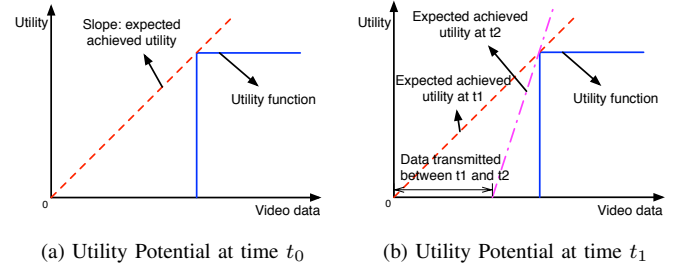 Utility
Slope: expected
achieved utility
Utility function
0
Video data
(a) Utility Potential at time t0
Utility
Expected achieved
utility at t2
Expected achieved
utility at t1
Utility function
Data transmitted
between t1 and t2
0
Video data
(b) Utility Potential at time t1